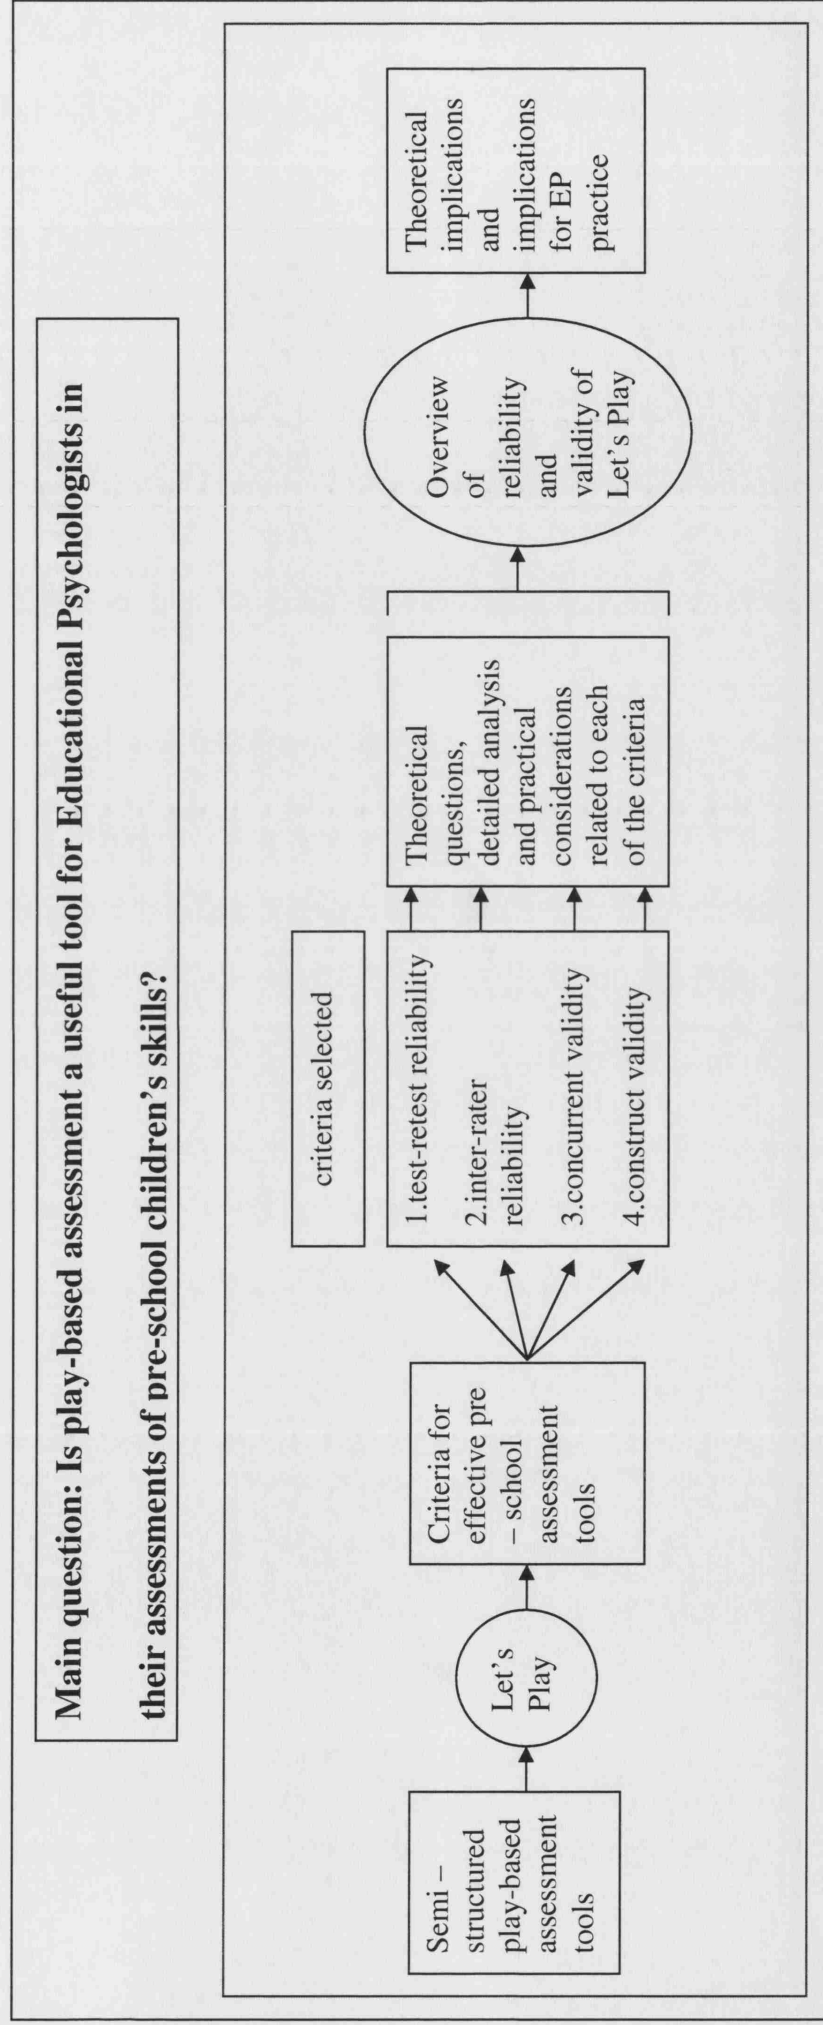 Main question: Is play-based assessment a useful tool for Educational Psychologists in
their assessments of pre-school children's skills?
Semi –
structured
play-based
assessment
tools
Let's
Play
Criteria for
effective pre
– school
assessment
tools
criteria selected
1.test-retest reliability
2.inter-rater
reliability
3.concurrent validity
4.construct validity
Theoretical
questions,
detailed analysis
and practical
considerations
related to each
of the criteria
Overview
of
reliability
and
validity of
Let's Play
Theoretical
implications
and
implications
for EP
practice